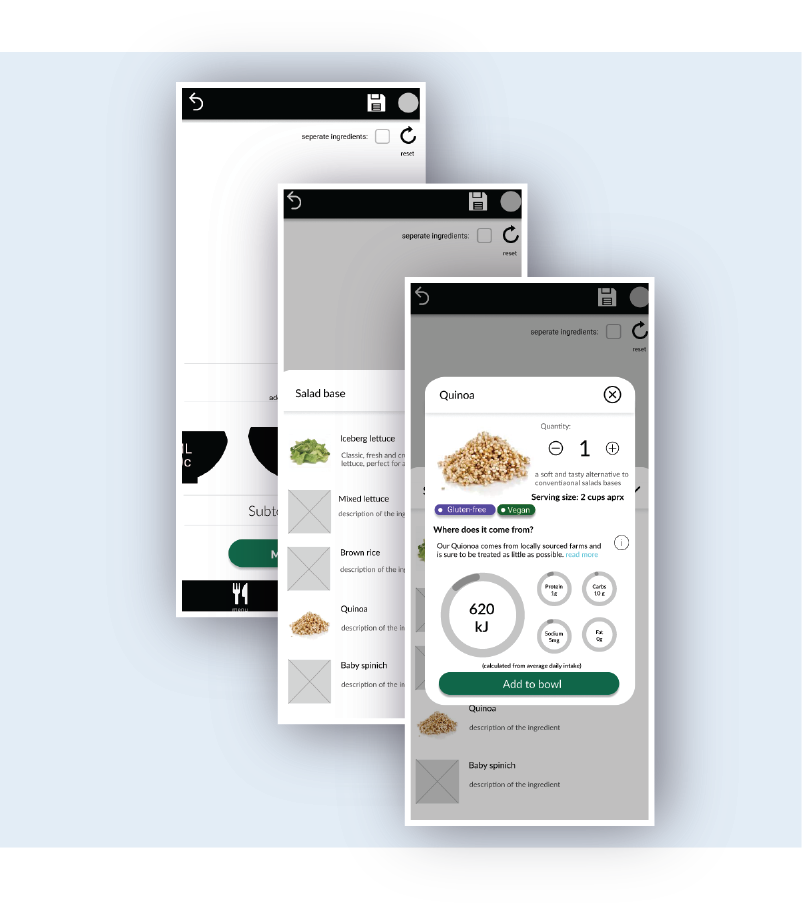 seperate ingredients:
reset
Subto
M
menu
seperate ingredients:
reset
Salad base
Iceberg lettuce
Classic, fresh and cr
lettuce, perfect for a
Mixed lettuce
description of the ing
Brown rice
description of the ing
Quinoa
description of the in
Baby spinich
description of the in
seperate ingredients:
reset
Quinoa
Quantity:
1
a soft and tasty alternative to
conventiaonal salads bases
Serving size: 2 cups aprx
Gluten-free
Vegan
Where does it come from?
Our Quionoa comes from locally sourced farms and
is sure to be treated as little as possible. read more
620
kJ
Protein
1g
Carbs
10 g
Sodium
5mg
Fat
0g
(calculated from average daily intake)
Add to bowl
Quinoa
description of the ingredient
Baby spinich
description of the ingredient